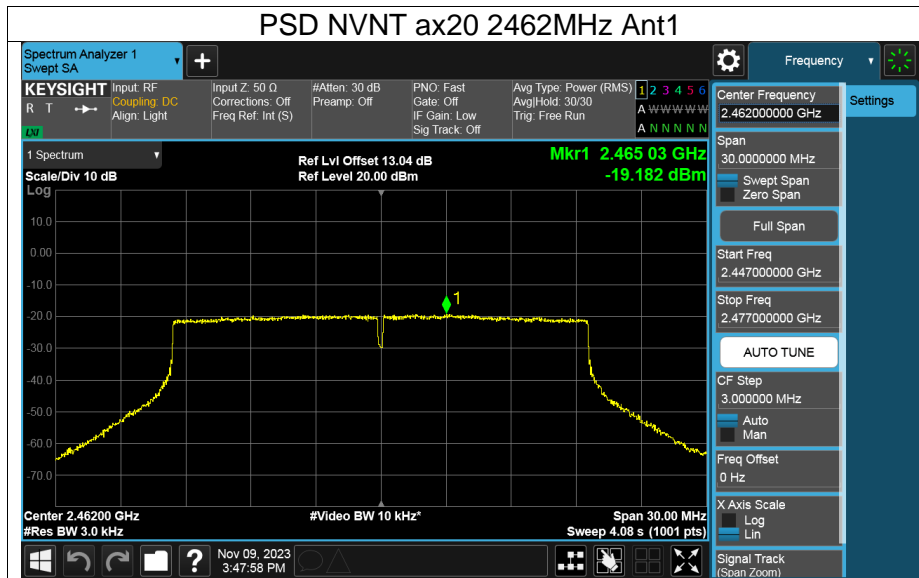 PSD NVNT ax20 2462MHz Ant1
Spectrum Analyzer 1
Swept SA
+
Frequency
KEYSIGHT
R T
LXI
Input: RF
Coupling: DC
Align: Light
Input Z: 50 Ω
Corrections: Off
Freq Ref: Int (S)
#Atten: 30 dB
Preamp: Off
PNO: Fast
Gate: Off
IF Gain: Low
Sig Track: Off
Avg Type: Power (RMS)
Avg|Hold: 30/30
Trig: Free Run
1 2 3 4 5 6
A W W W W W
A N N N N N
1 Spectrum
Scale/Div 10 dB
Ref Lvl Offset 13.04 dB
Ref Level 20.00 dBm
Mkr1 2.465 03 GHz
-19.182 dBm
Log
10.0
0.00
-10.0
-20.0
-30.0
-40.0
-50.0
-60.0
-70.0
1
Center 2.46200 GHz
#Res BW 3.0 kHz
#Video BW 10 kHz*
Span 30.00 MHz
Sweep 4.08 s (1001 pts)
Center Frequency
2.462000000 GHz
Settings
Span
30.0000000 MHz
Swept Span
Zero Span
Full Span
Start Freq
2.447000000 GHz
Stop Freq
2.477000000 GHz
AUTO TUNE
CF Step
3.000000 MHz
Auto
Man
Freq Offset
0 Hz
X Axis Scale
Log
Lin
Signal Track
(Span Zoom)
?
Nov 09, 2023
3:47:58 PM